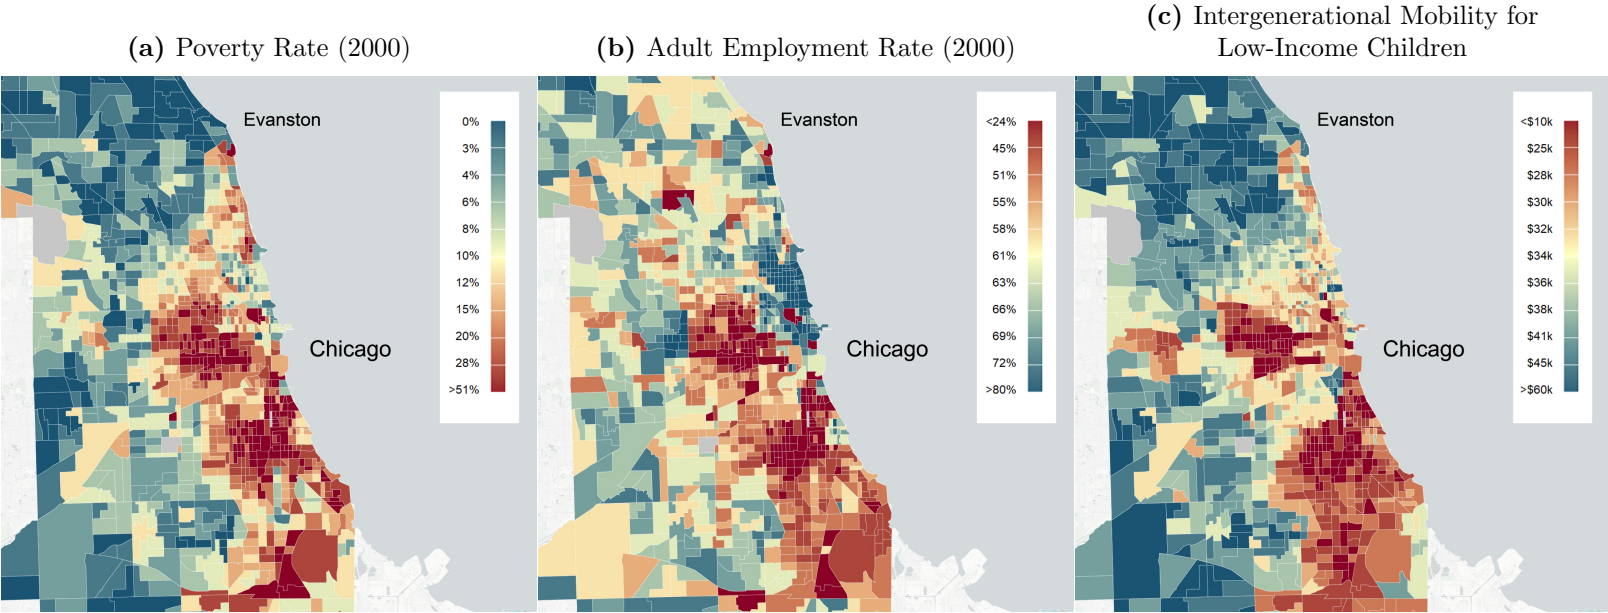 (a) Poverty Rate (2000)
Evanston
0%
3%
4%
6%
8%
10%
12%
15%
20%
28%
>51%
Chicago
(b) Adult Employment Rate (2000)
Evanston
<24%
45%
51%
55%
58%
61%
63%
66%
69%
72%
>80%
Chicago
(c) Intergenerational Mobility for
Low-Income Children
Evanston
<$10k
$25k
$28k
$30k
$32k
$34k
$36k
$38k
$41k
$45k
>$60k
Chicago